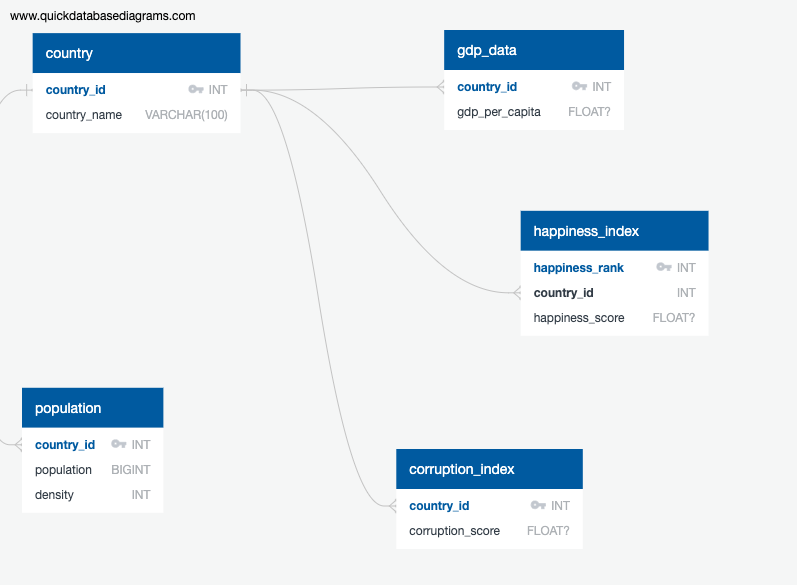 www.quickdatabasediagrams.com
country
country_id INT
country_name VARCHAR(100)
gdp_data
country_id INT
gdp_per_capita FLOAT?
happiness_index
happiness_rank INT
country_id INT
happiness_score FLOAT?
population
country_id INT
population BIGINT
density INT
corruption_index
country_id INT
corruption_score FLOAT?